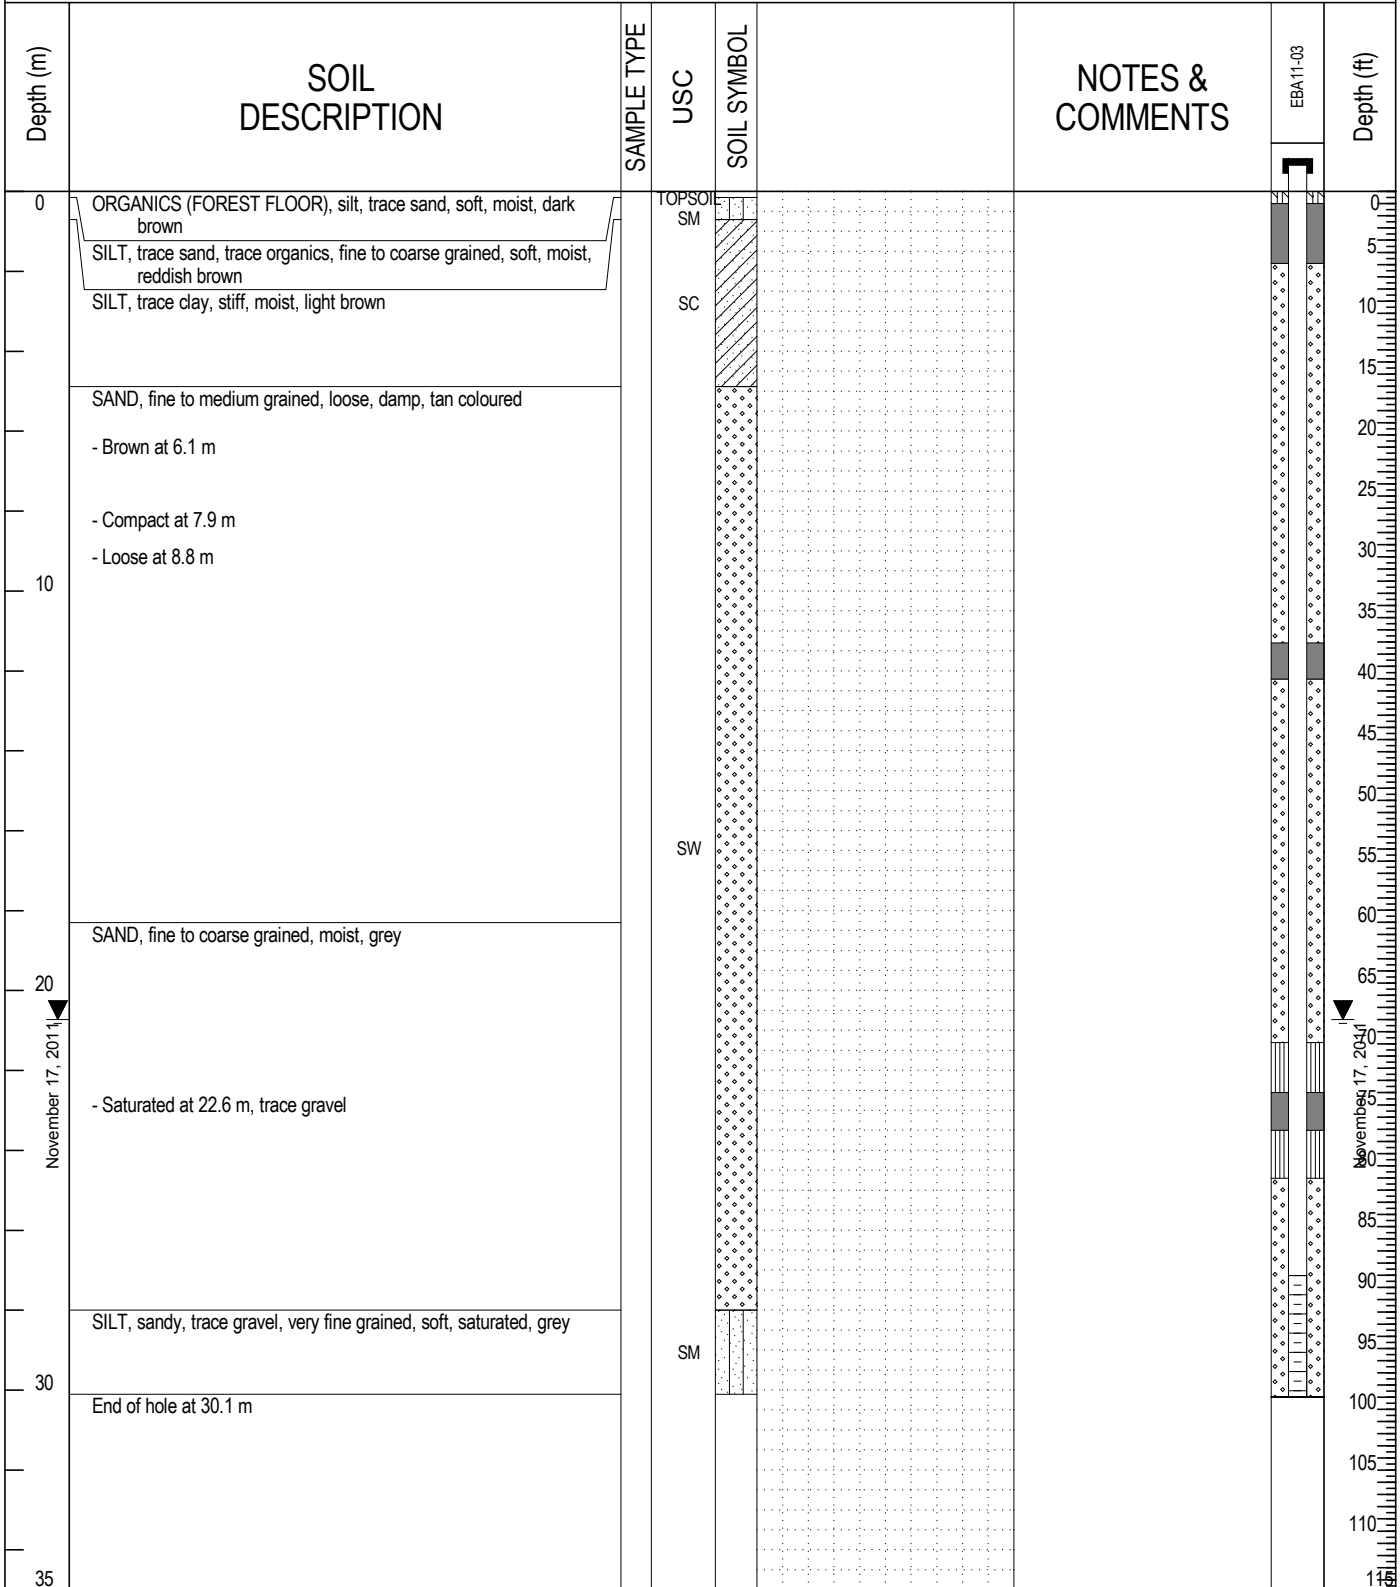 Depth (m)
SOIL
DESCRIPTION
SAMPLE TYPE
USC
SOIL SYMBOL
NOTES &
COMMENTS
EBA11-03
Depth (ft)
0
ORGANICS (FOREST FLOOR), silt, trace sand, soft, moist, dark
brown
SILT, trace sand, trace organics, fine to coarse grained, soft, moist,
reddish brown
SILT, trace clay, stiff, moist, light brown
SAND, fine to medium grained, loose, damp, tan coloured
- Brown at 6.1 m
- Compact at 7.9 m
- Loose at 8.8 m
10
SAND, fine to coarse grained, moist, grey
20
November 17, 2011
- Saturated at 22.6 m, trace gravel
SILT, sandy, trace gravel, very fine grained, soft, saturated, grey
30
End of hole at 30.1 m
35
TOPSOIL
SM
SC
SW
SM
0
5
10
15
20
25
30
35
40
45
50
55
60
65
70
November 17, 2011
75
80
85
90
95
100
105
110
115